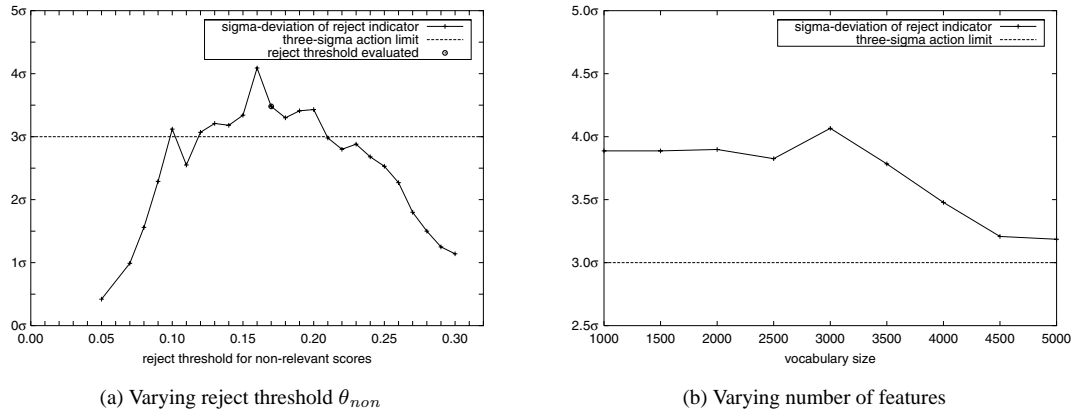 5σ
4σ
3σ
2σ
1σ
0σ
0.00 0.05 0.10 0.15 0.20 0.25 0.30
reject threshold for non-relevant scores
sigma-deviation of reject indicator
three-sigma action limit
reject threshold evaluated
(a) Varying reject threshold θnon
5.0σ
4.5σ
4.0σ
3.5σ
3.0σ
2.5σ
1000 1500 2000 2500 3000 3500 4000 4500 5000
vocabulary size
sigma-deviation of reject indicator
three-sigma action limit
(b) Varying number of features